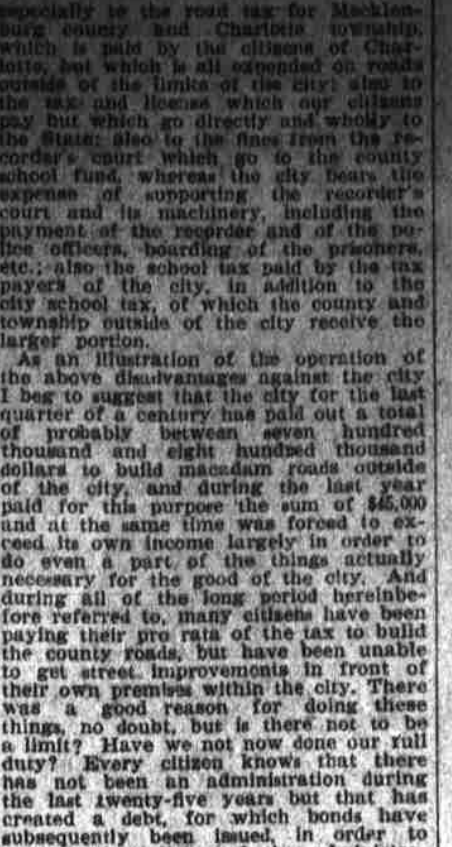 especially to the road tax for Mecklen-
burg county and Charlotte township,
which is paid by the citizens of Char-
lotte, but which is all expended on roads
outside of the limits of the city; also to
the tax and license which our citizens
pay but which go directly and wholly to
the State; also to the fines from the re-
corder's court which go to the county
school fund, whereas the city bears the
expense of supporting the recorder's
court and its machinery, including the
payment of the recorder and of the po-
lice officers, boarding of the prisoners,
etc.; also the school tax paid by the tax
payers of the city, in addition to the
city school tax, of which the county and
township outside of the city receive the
larger portion.
As an illustration of the operation of
the above disadvantages against the city
I beg to suggest that the city for the last
quarter of a century has paid out a total
of probably between seven hundred
thousand and eight hundred thousand
dollars to build macadam roads outside
of the city, and during the last year
paid for this purpose the sum of $45,000
and at the same time was forced to ex-
ceed its own income largely in order to
do even a part of the things actually
necessary for the good of the city. And
during all of the long period hereinbe-
fore referred to, many citizens have been
paying their pro rata of the tax to build
the county roads, but have been unable
to get street improvements in front of
their own premises within the city. There
was a good reason for doing these
things, no doubt, but is there not to be
a limit? Have we not now done our full
duty? Every citizen knows that there
has not been an administration during
the last twenty-five years but that has
created a debt, for which bonds have
subsequently been issued, in order to